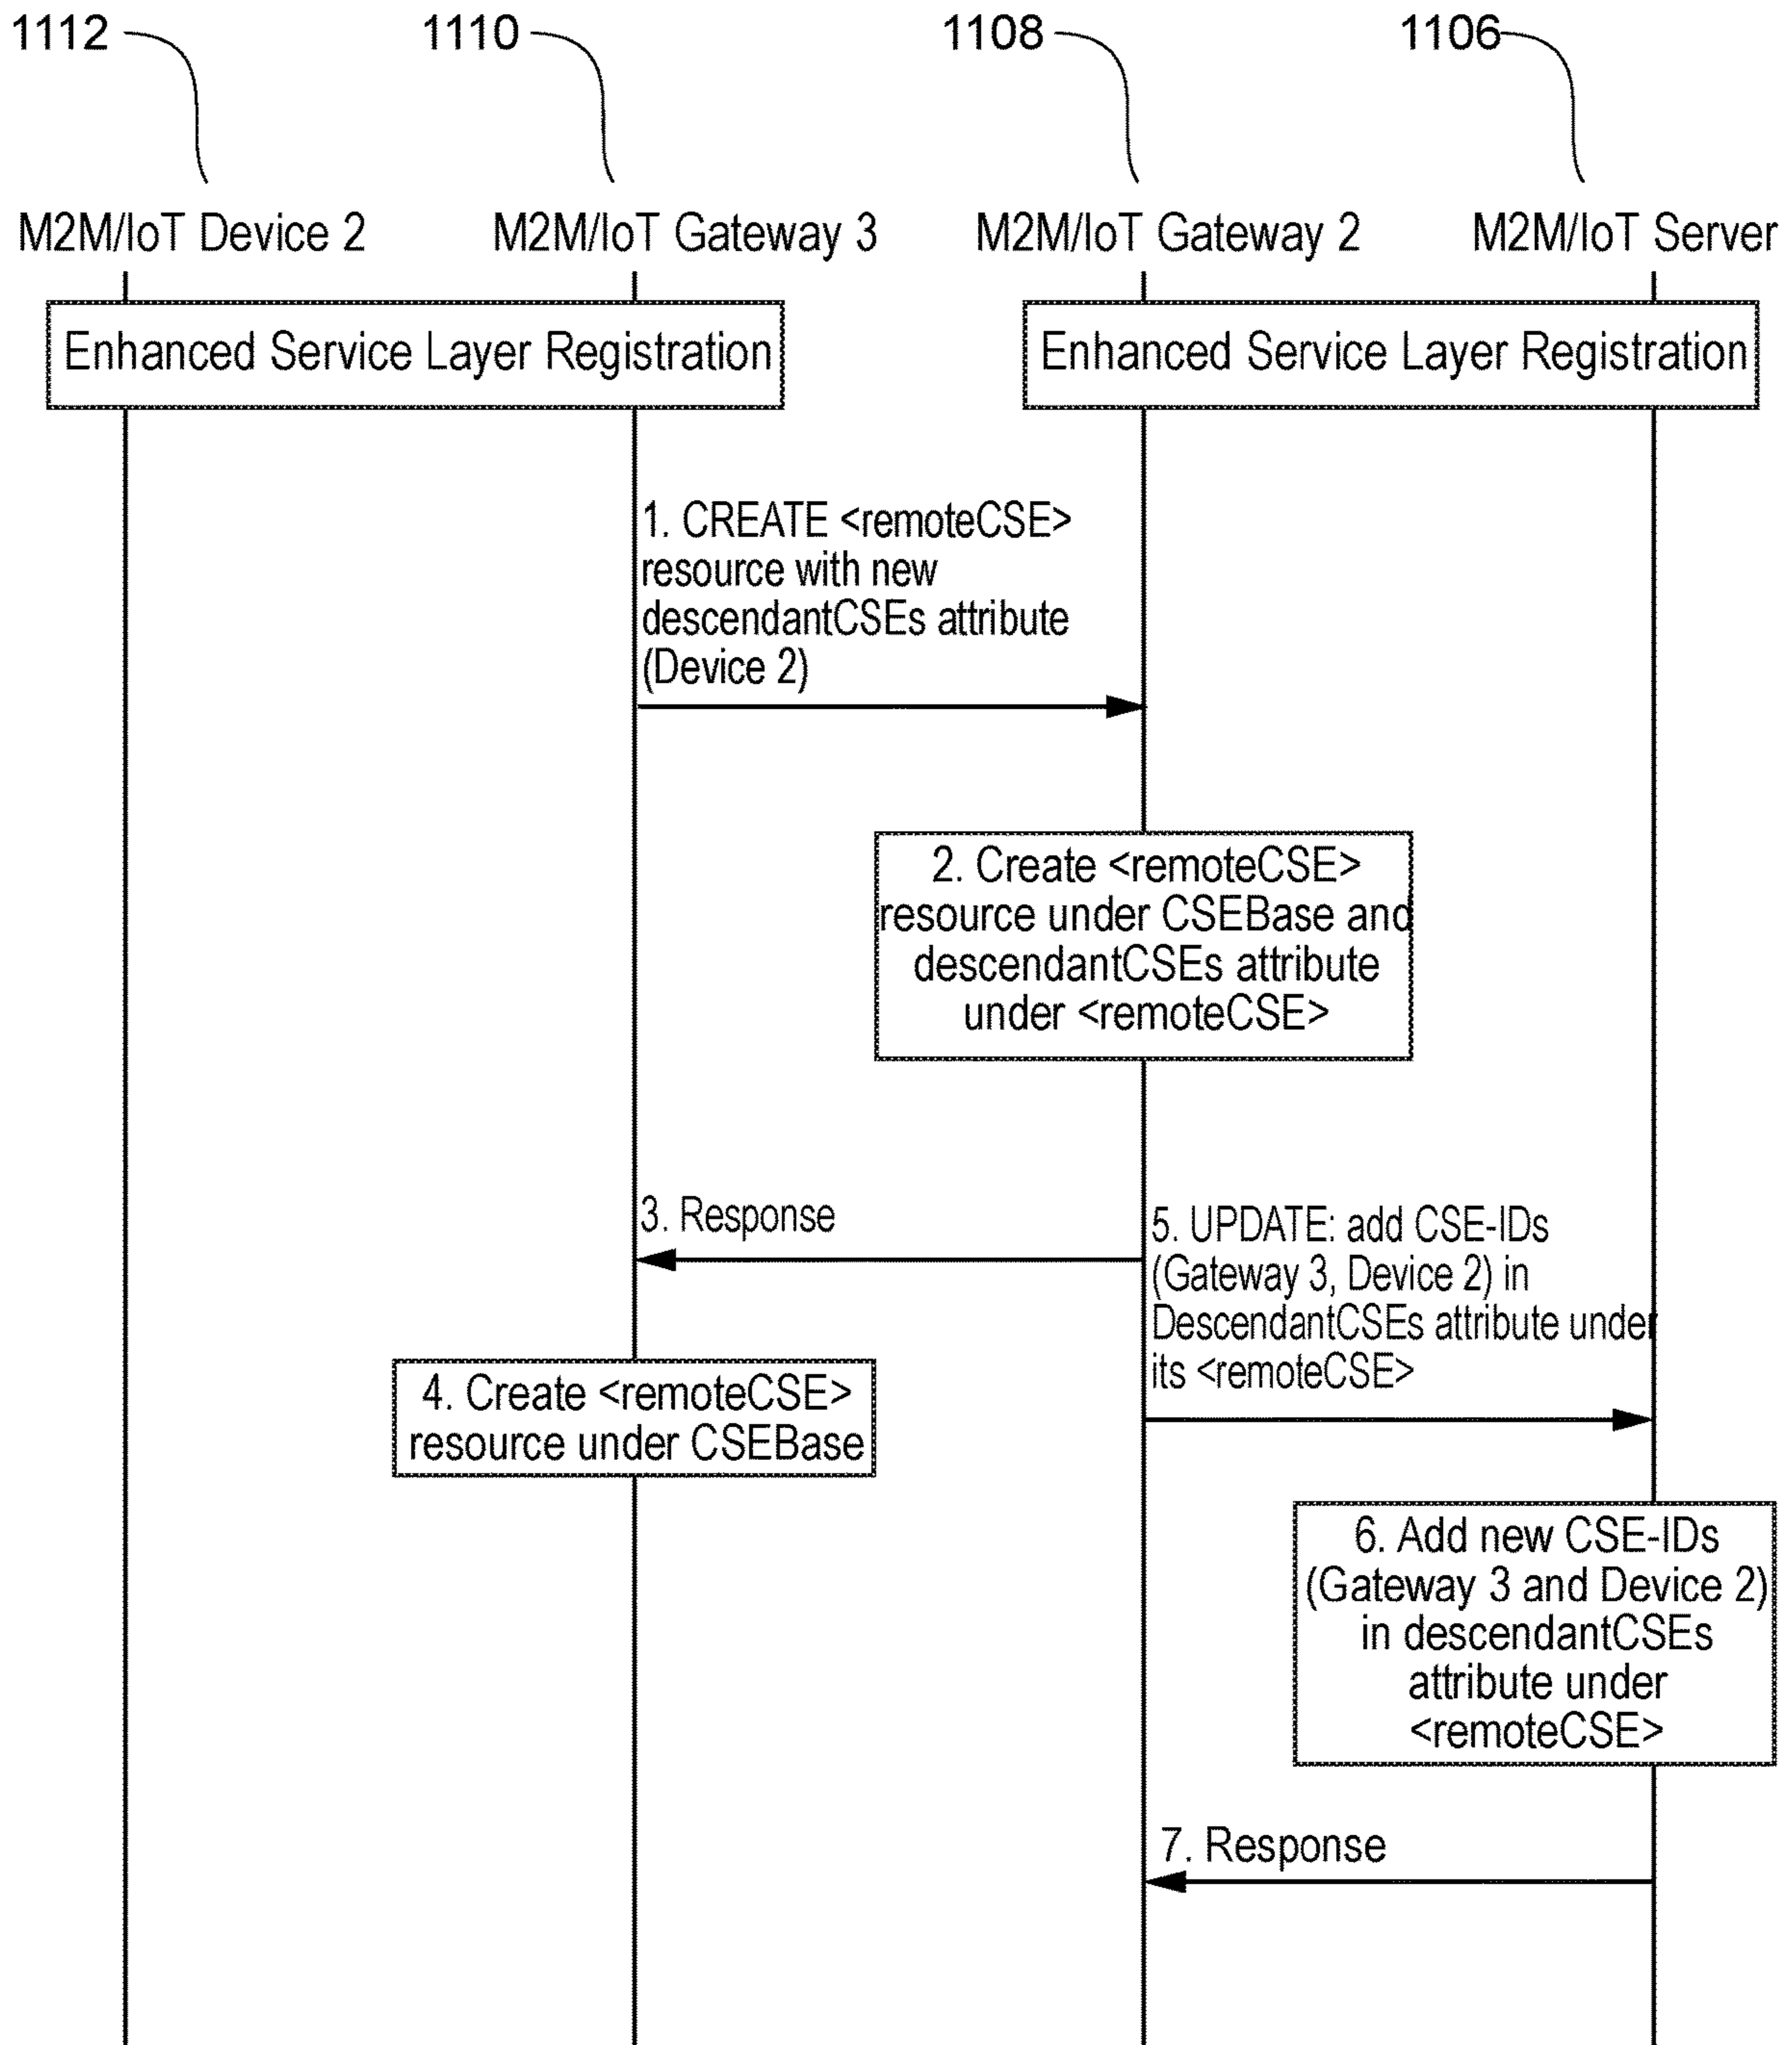 1112
1110
1108
1106
M2M/IoT Device 2
M2M/IoT Gateway 3
M2M/IoT Gateway 2
M2M/IoT Server
Enhanced Service Layer Registration
Enhanced Service Layer Registration
1. CREATE <remoteCSE>
resource with new
descendantCSEs attribute
(Device 2)
2. Create <remoteCSE>
resource under CSEBase and
descendantCSEs attribute
under <remoteCSE>
3. Response
5. UPDATE: add CSE-IDs
(Gateway 3, Device 2) in
DescendantCSEs attribute under
its <remoteCSE>
4. Create <remoteCSE>
resource under CSEBase
6. Add new CSE-IDs
(Gateway 3 and Device 2)
in descendantCSEs
attribute under
<remoteCSE>
7. Response